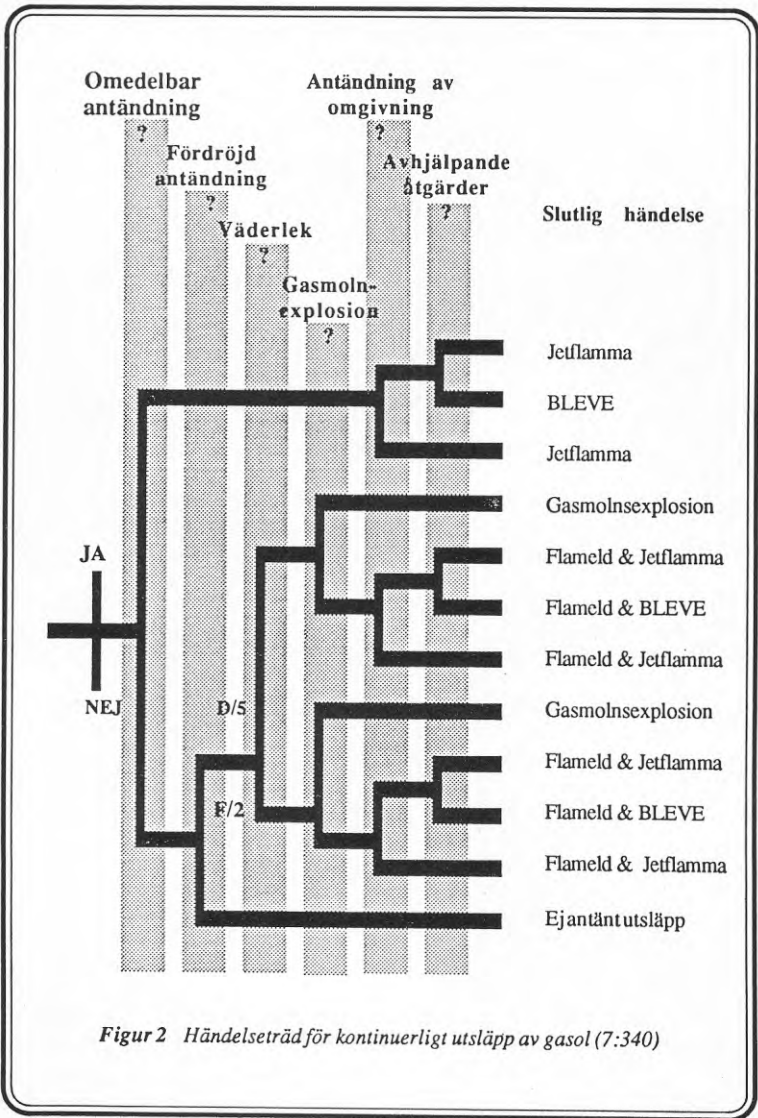 Omedelbar
antändning
?
Fördröjd
antändning
?
Väderlek
?
Gasmoln-
explosion
?
Antändning av
omgivning
?
Avhjälpande
åtgärder
?
Slutlig händelse
JA
NEJ
D/5
F/2
Jetflamma
BLEVE
Jetflamma
Gasmolnsexplosion
Flameld & Jetflamma
Flameld & BLEVE
Flameld & Jetflamma
Gasmolnsexplosion
Flameld & Jetflamma
Flameld & BLEVE
Flameld & Jetflamma
Ej antänt utsläpp
Figur 2 Händelseträd för kontinuerligt utsläpp av gasol (7:340)